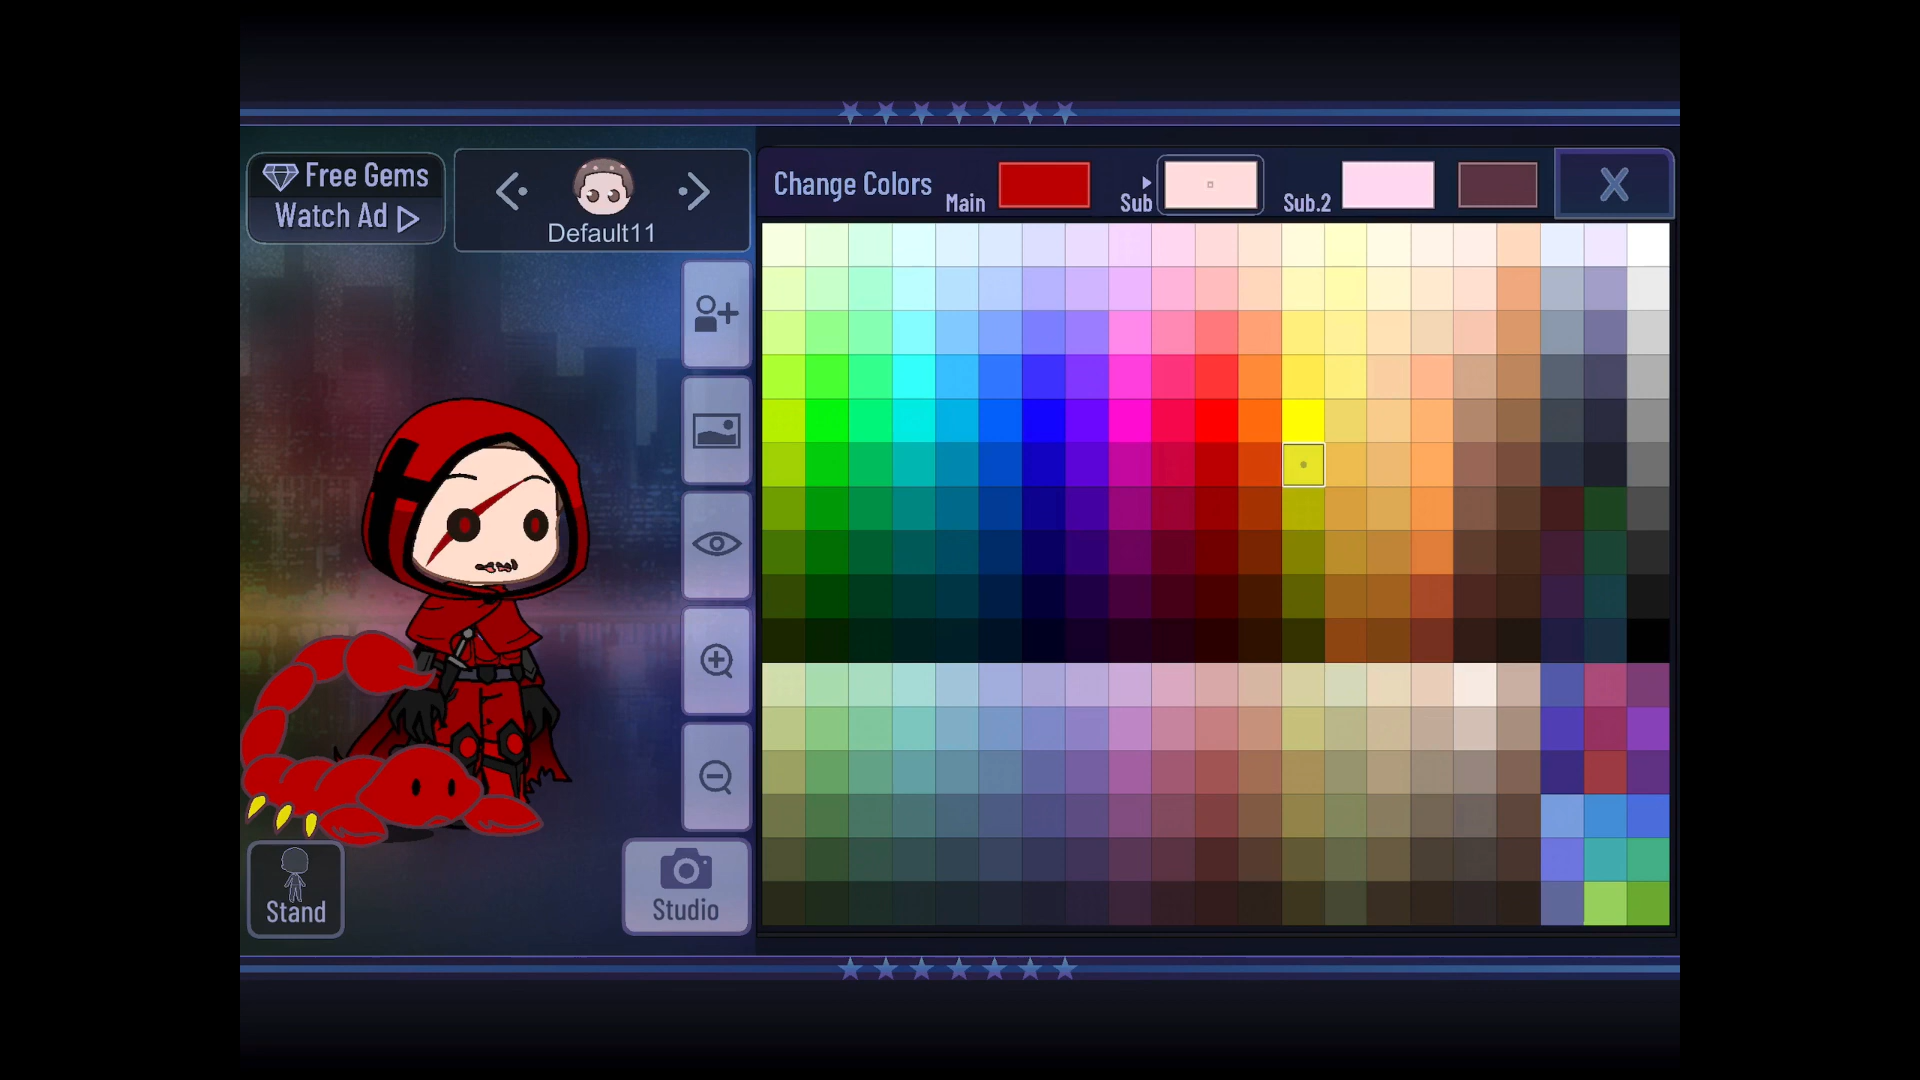 Free Gems
Watch Ad
Default11
Change Colors
Main
Sub
Sub.2
X
Stand
Studio